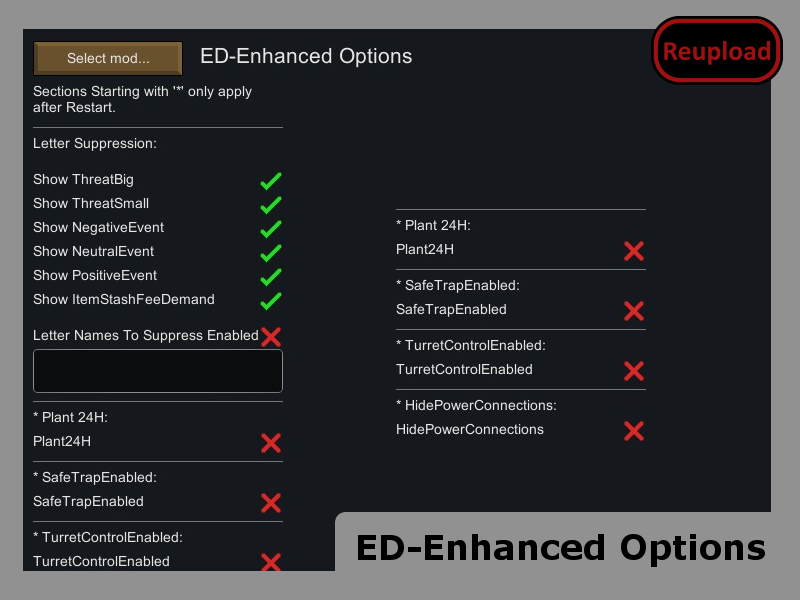 Select mod...
ED-Enhanced Options
Reupload
Sections Starting with '*' only apply
after Restart.
Letter Suppression:
Show ThreatBig
Show ThreatSmall
Show NegativeEvent
Show NeutralEvent
Show PositiveEvent
Show ItemStashFeeDemand
Letter Names To Suppress Enabled
* Plant 24H:
Plant24H
* SafeTrapEnabled:
SafeTrapEnabled
* TurretControlEnabled:
TurretControlEnabled
* Plant 24H:
Plant24H
* SafeTrapEnabled:
SafeTrapEnabled
* TurretControlEnabled:
TurretControlEnabled
* HidePowerConnections:
HidePowerConnections
ED-Enhanced Options